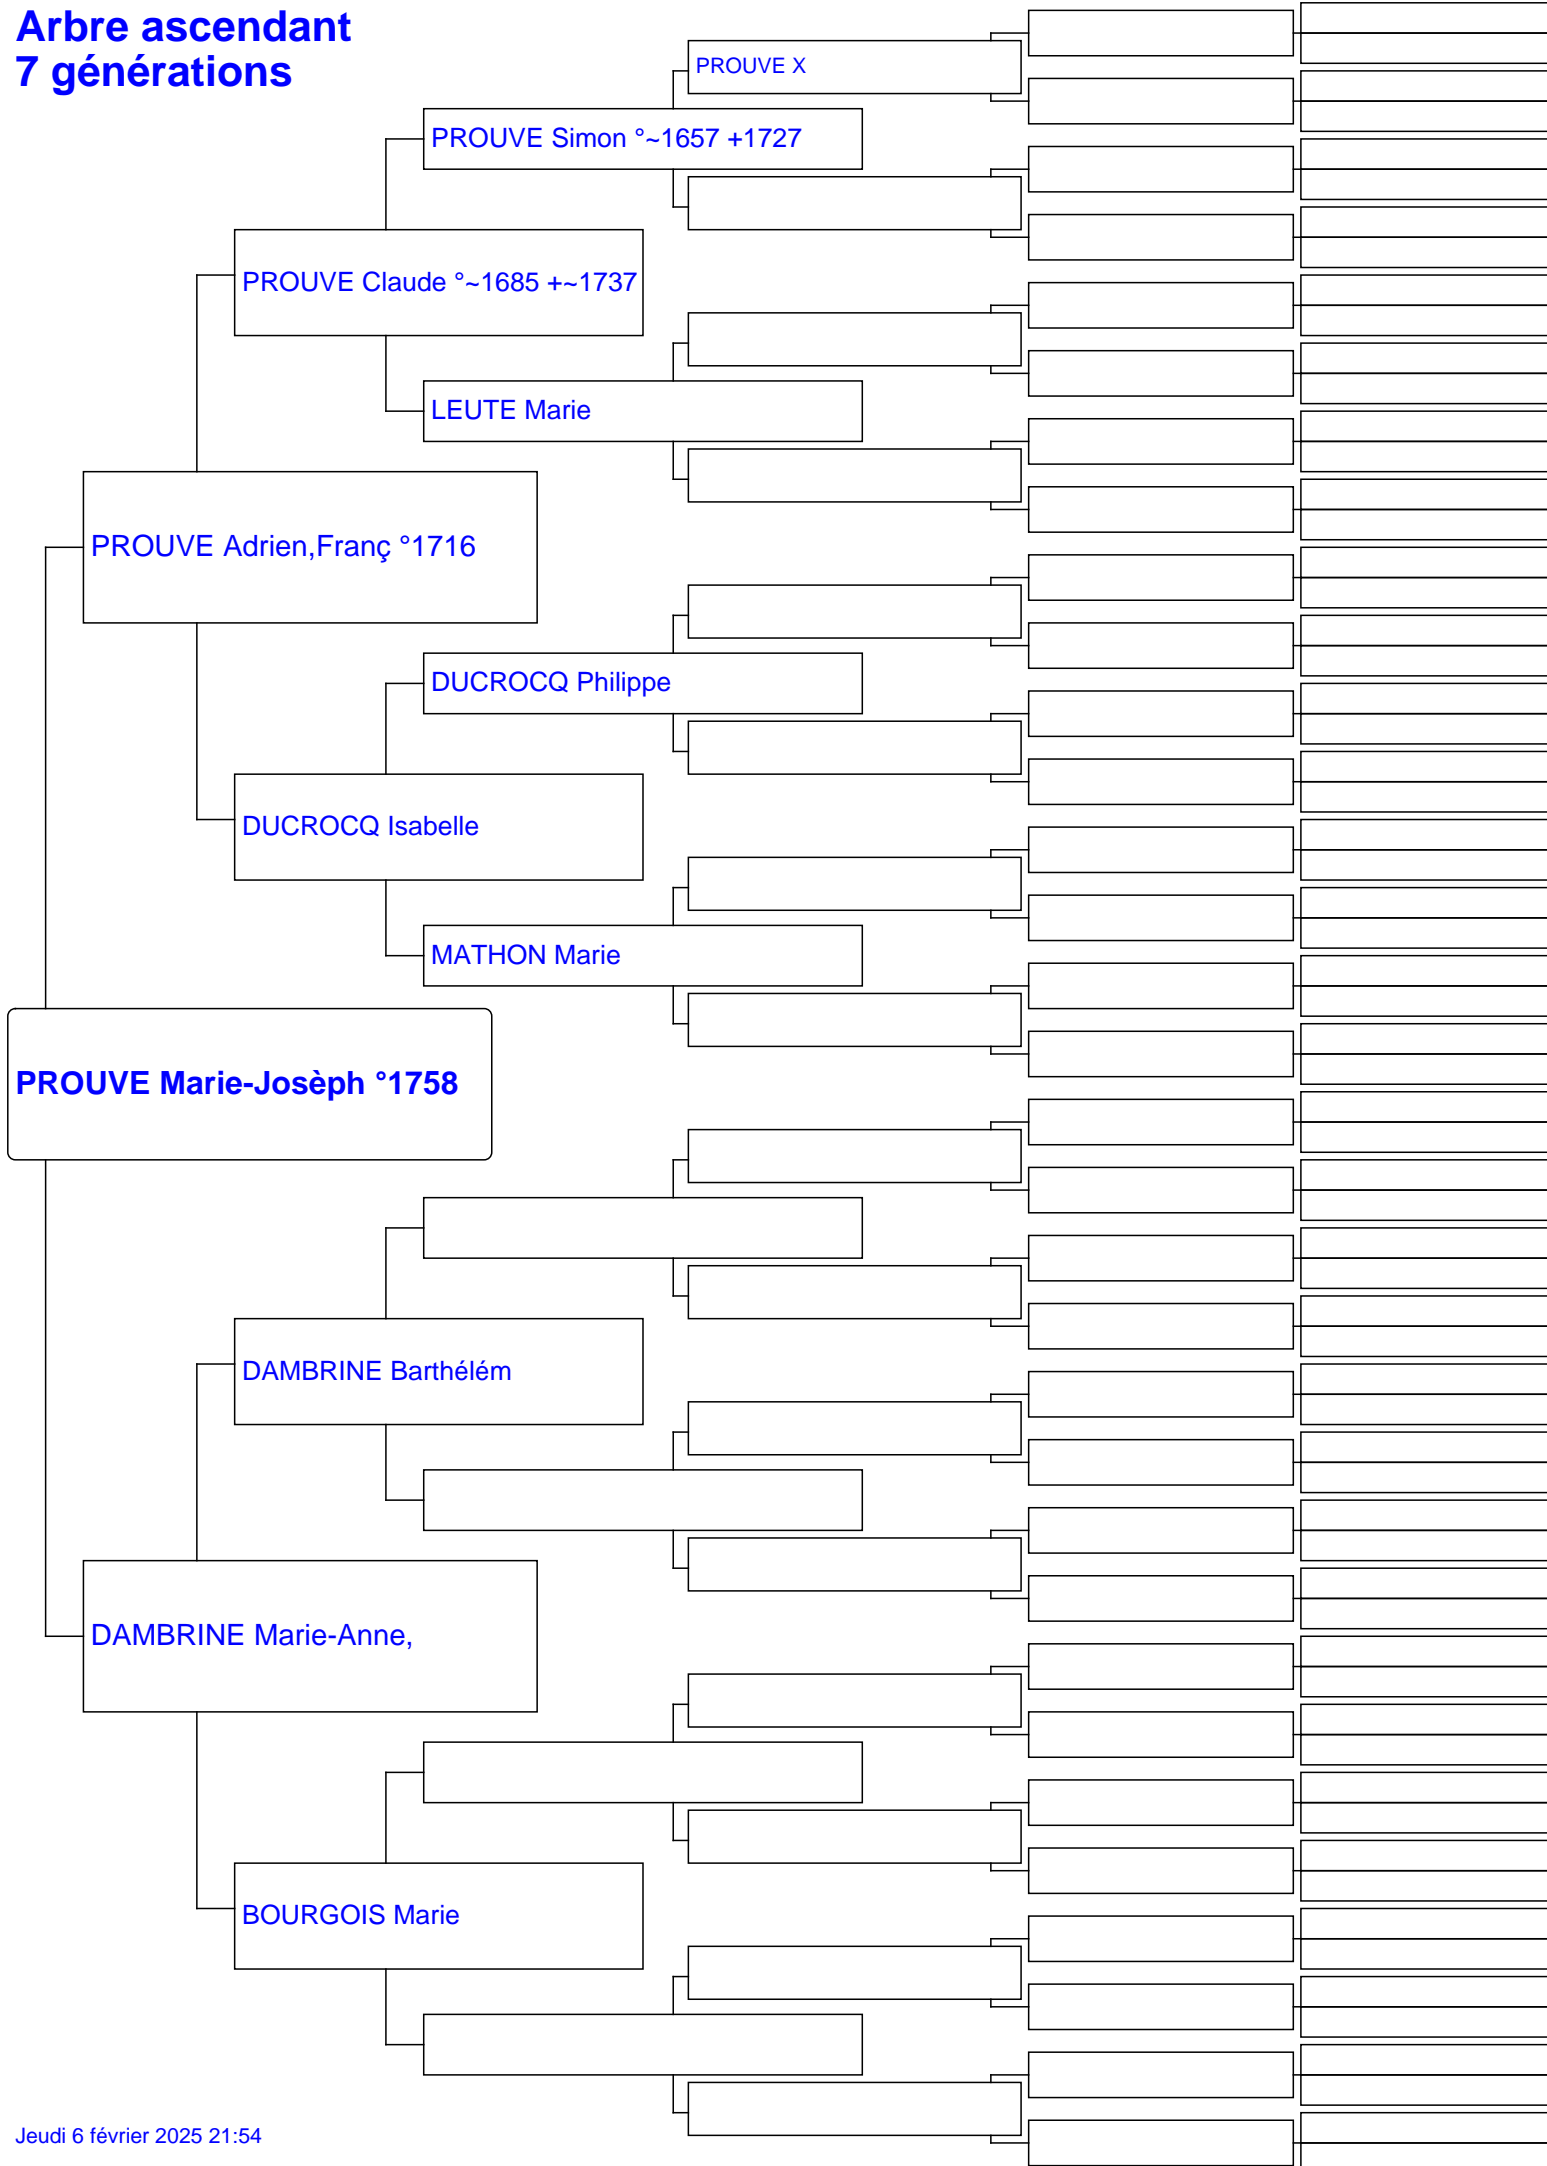 Arbre ascendant
7 générations
PROUVE X
PROUVE Simon °~1657 +1727
PROUVE Claude °~1685 +~1737
LEUTE Marie
PROUVE Adrien,Franç °1716
DUCROCQ Philippe
DUCROCQ Isabelle
MATHON Marie
PROUVE Marie-Josèph °1758
DAMBRINE Barthélém
DAMBRINE Marie-Anne,
BOURGOIS Marie
Jeudi 6 février 2025 21:54